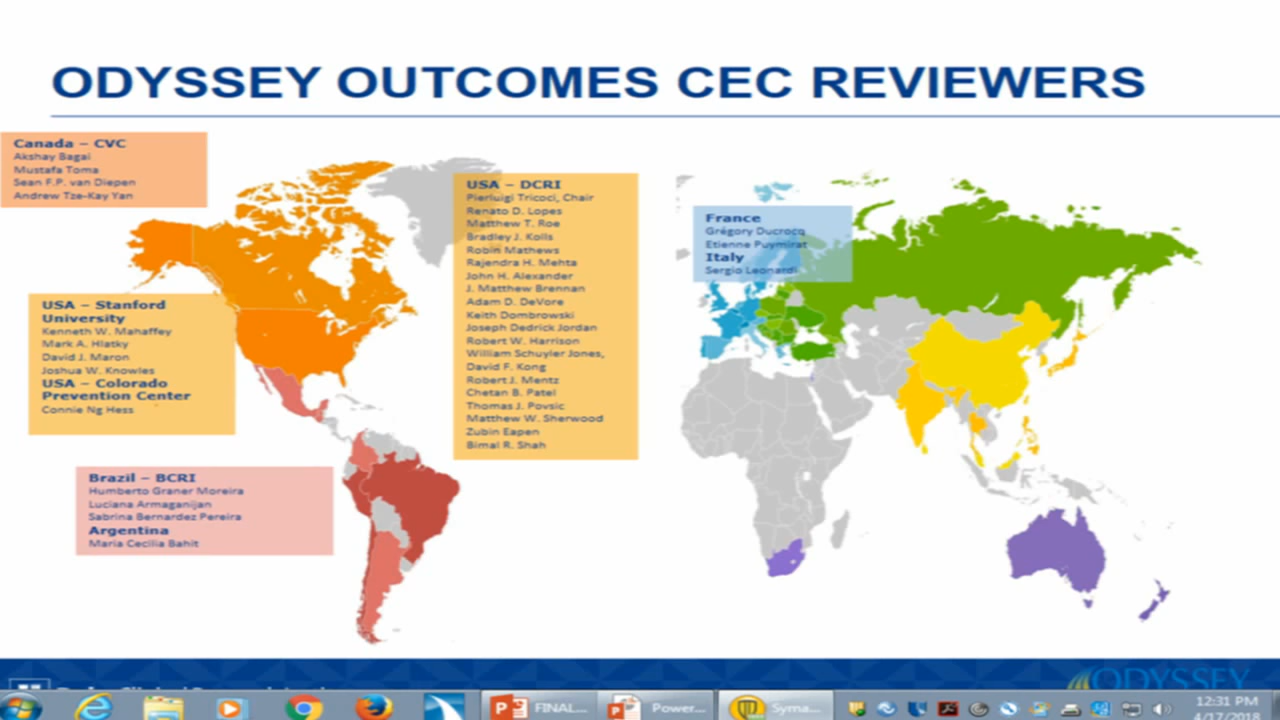 ODYSSEY OUTCOMES CEC REVIEWERS
Canada – CVC
Akshay Bagai
Mustafa Toma
Sean F.P. van Diepen
Andrew Tze-Kay Yan
USA – Stanford
University
Kenneth W. Mahaffey
Mark A. Hlatky
David J. Maron
Joshua W. Knowles
USA – Colorado
Prevention Center
Connie Ng Hess
Brazil – BCRI
Humberto Graner Moreira
Luciana Armaganijan
Sabrina Bernardez Pereira
Argentina
Maria Cecilia Bahit
USA – DCRI
Pierluigi Tricoci, Chair
Renato D. Lopes
Matthew T. Roe
Bradley J. Kolls
Robin Mathews
Rajendra H. Mehta
John H. Alexander
J. Matthew Brennan
Adam D. DeVore
Keith Dombrowski
Joseph Dedrick Jordan
Robert W. Harrison
William Schuyler Jones,
David F. Kong
Robert J. Mentz
Chetan B. Patel
Thomas J. Povsic
Matthew W. Sherwood
Zubin Eapen
Bimal R. Shah
France
Grégory Ducrocq
Etienne Puymirat
Italy
Sergio Leonardi
ODYSSEY
FINAL...
Power...
Syma...
12:31 PM
4/17/2018